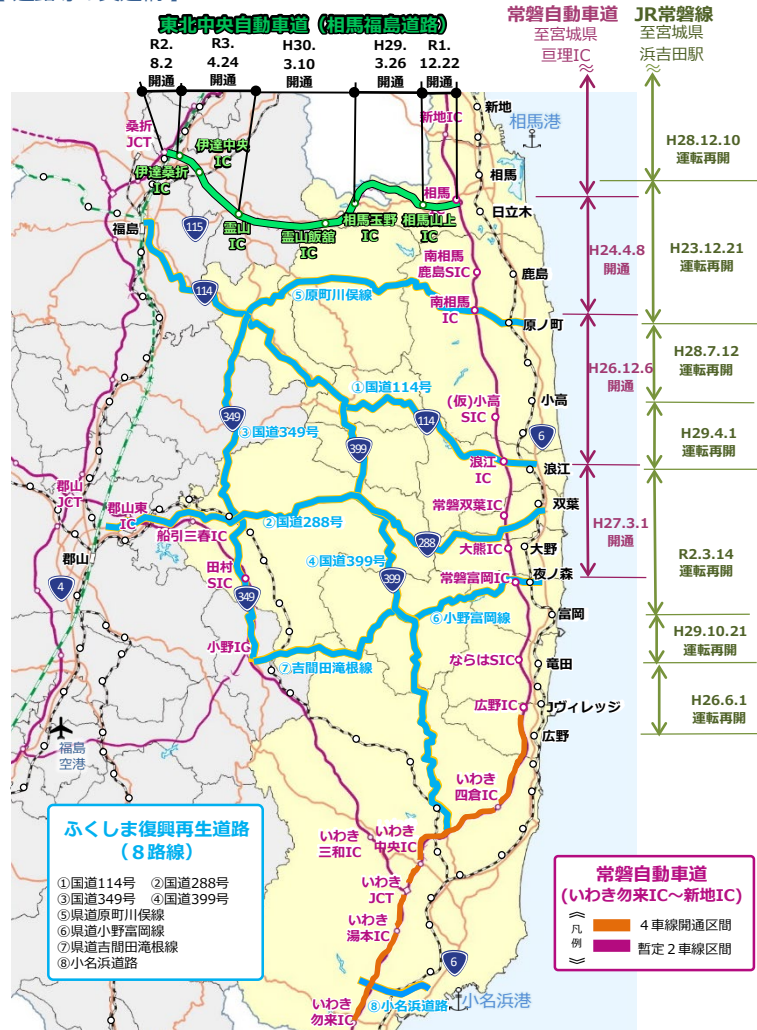 東北中央自動車道（相馬福島道路）
R2.
8.2
開通
R3.
4.24
開通
H30.
3.10
開通
H29.
3.26
開通
R1.
12.22
開通
常磐自動車道
至宮城県
亘理IC
JR常磐線
至宮城県
浜吉田駅
桑折
JCT
伊達桑折
IC
伊達中央
IC
霊山
IC
霊山飯舘
IC
相馬玉野
IC
相馬山上
IC
相馬
IC
新地IC
新地
相馬港
相馬
日立木
福島
115
114
⑤原町川俣線
南相馬
鹿島SIC
鹿島
南相馬
IC
原ノ町
①国道114号
(仮)小高
SIC
小高
349
③国道349号
399
114
6
浪江
IC
浪江
郡山
JCT
郡山東
IC
船引三春IC
②国道288号
常磐双葉IC
双葉
288
④国道399号
大熊IC
大野
郡山
4
田村
SIC
349
399
常磐富岡IC
夜ノ森
⑥小野富岡線
富岡
小野IC
⑦吉間田滝根線
ならはSIC
竜田
広野IC
Jヴィレッジ
広野
福島
空港
いわき
四倉IC
いわき
中央IC
いわき
三和IC
いわき
JCT
いわき
湯本IC
6
⑧小名浜道路
小名浜港
いわき
勿来IC
H24.4.8
開通
H26.12.6
開通
H27.3.1
開通
H28.12.10
運転再開
H23.12.21
運転再開
H28.7.12
運転再開
H29.4.1
運転再開
R2.3.14
運転再開
H29.10.21
運転再開
H26.6.1
運転再開
ふくしま復興再生道路
（８路線）
①国道114号 ②国道288号
③国道349号 ④国道399号
⑤県道原町川俣線
⑥県道小野富岡線
⑦県道吉間田滝根線
⑧小名浜道路
常磐自動車道
(いわき勿来IC～新地IC)
《凡例》
４車線開通区間
暫定２車線区間